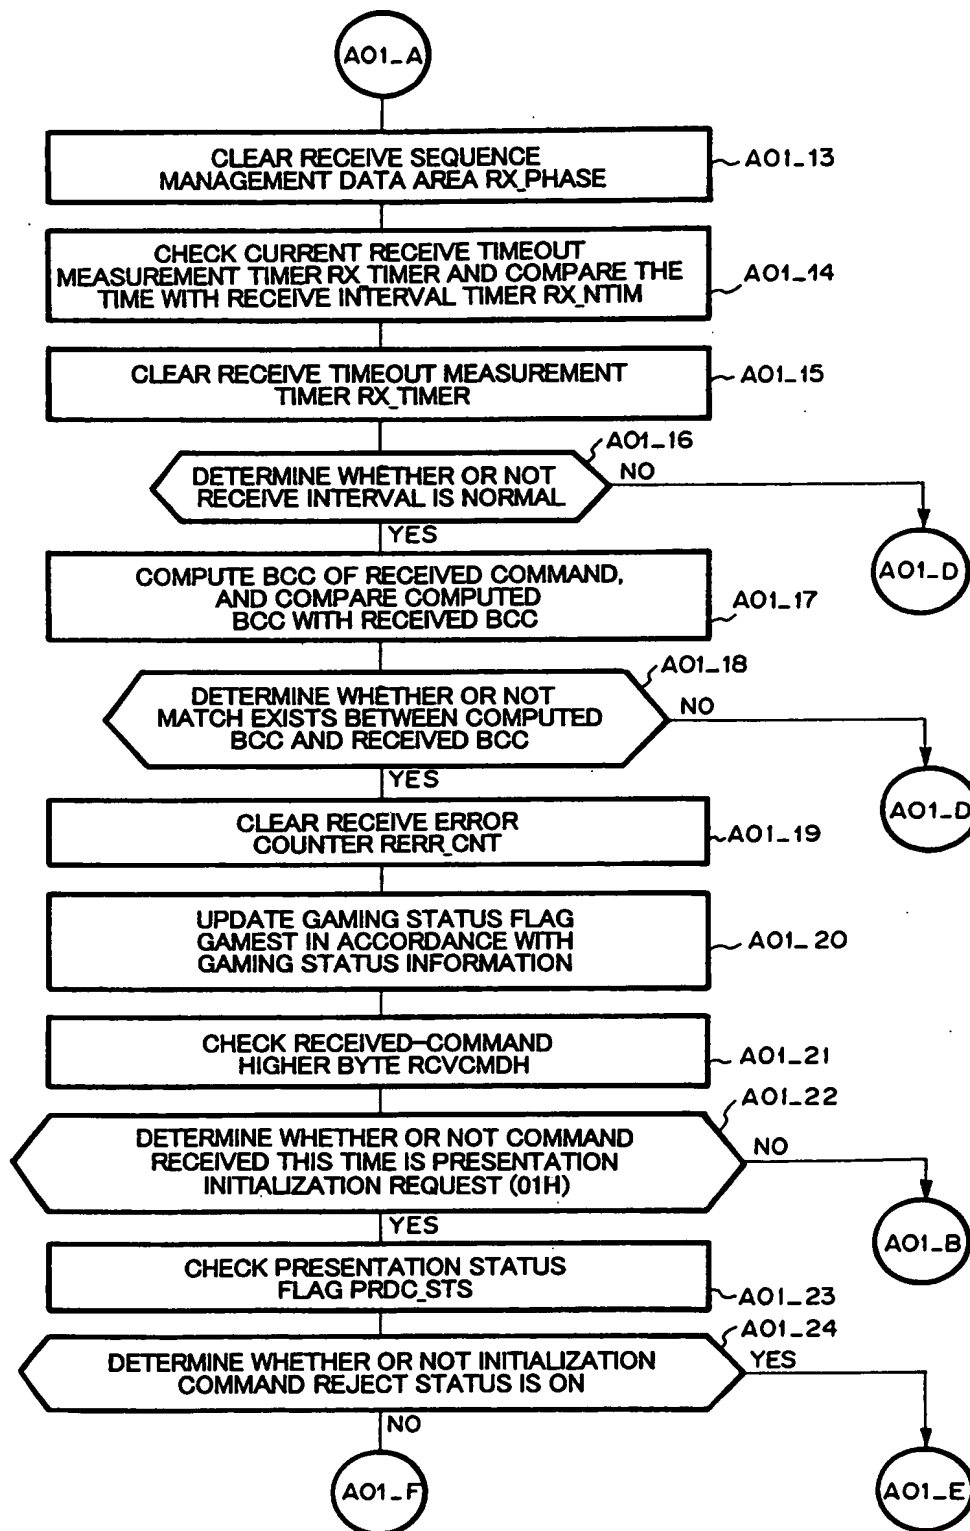 A01_A
CLEAR RECEIVE SEQUENCE
MANAGEMENT DATA AREA RX_PHASE
A01_13
CHECK CURRENT RECEIVE TIMEOUT
MEASUREMENT TIMER RX_TIMER AND COMPARE THE
TIME WITH RECEIVE INTERVAL TIMER RX_NTIM
A01_14
CLEAR RECEIVE TIMEOUT MEASUREMENT
TIMER RX_TIMER
A01_15
A01_16
DETERMINE WHETHER OR NOT
RECEIVE INTERVAL IS NORMAL
NO
YES
A01_D
COMPUTE BCC OF RECEIVED COMMAND,
AND COMPARE COMPUTED
BCC WITH RECEIVED BCC
A01_17
A01_18
DETERMINE WHETHER OR NOT
MATCH EXISTS BETWEEN COMPUTED
BCC AND RECEIVED BCC
NO
YES
A01_D
CLEAR RECEIVE ERROR
COUNTER RERR_CNT
A01_19
UPDATE GAMING STATUS FLAG
GAMEST IN ACCORDANCE WITH
GAMING STATUS INFORMATION
A01_20
CHECK RECEIVED-COMMAND
HIGHER BYTE RCVCMDH
A01_21
A01_22
DETERMINE WHETHER OR NOT COMMAND
RECEIVED THIS TIME IS PRESENTATION
INITIALIZATION REQUEST (01H)
NO
YES
A01_B
CHECK PRESENTATION STATUS
FLAG PRDC_STS
A01_23
A01_24
DETERMINE WHETHER OR NOT INITIALIZATION
COMMAND REJECT STATUS IS ON
YES
NO
A01_F
A01_E